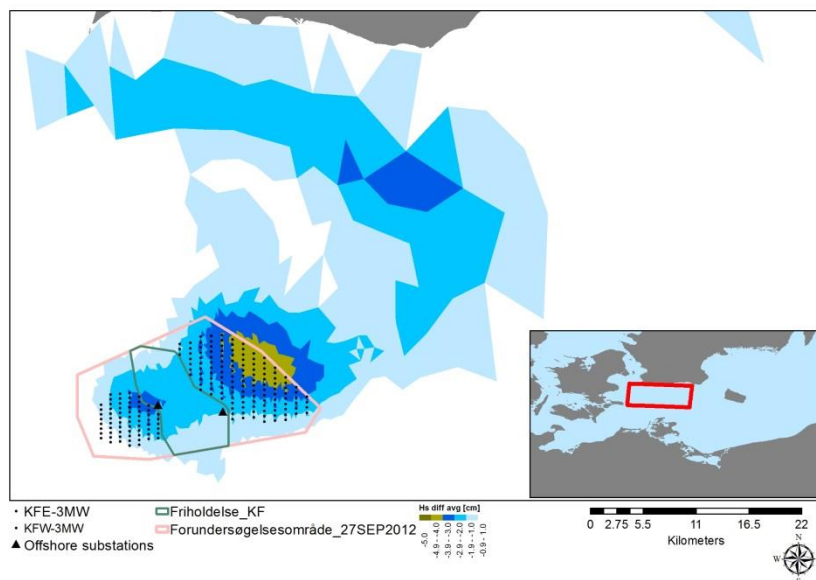 • KFE-3MW
• KFW-3MW
▲ Offshore substations
Friholdelse_KF
Forundersøgelsesområde_27SEP2012
Hs diff avg [cm]
-5.0
-4.9 - -4.0
-3.9 - -3.0
-2.9 - -2.0
-1.9 - -1.0
-0.9 - 1.0
0 2.75 5.5 11 16.5 22
Kilometers
N
W E
S